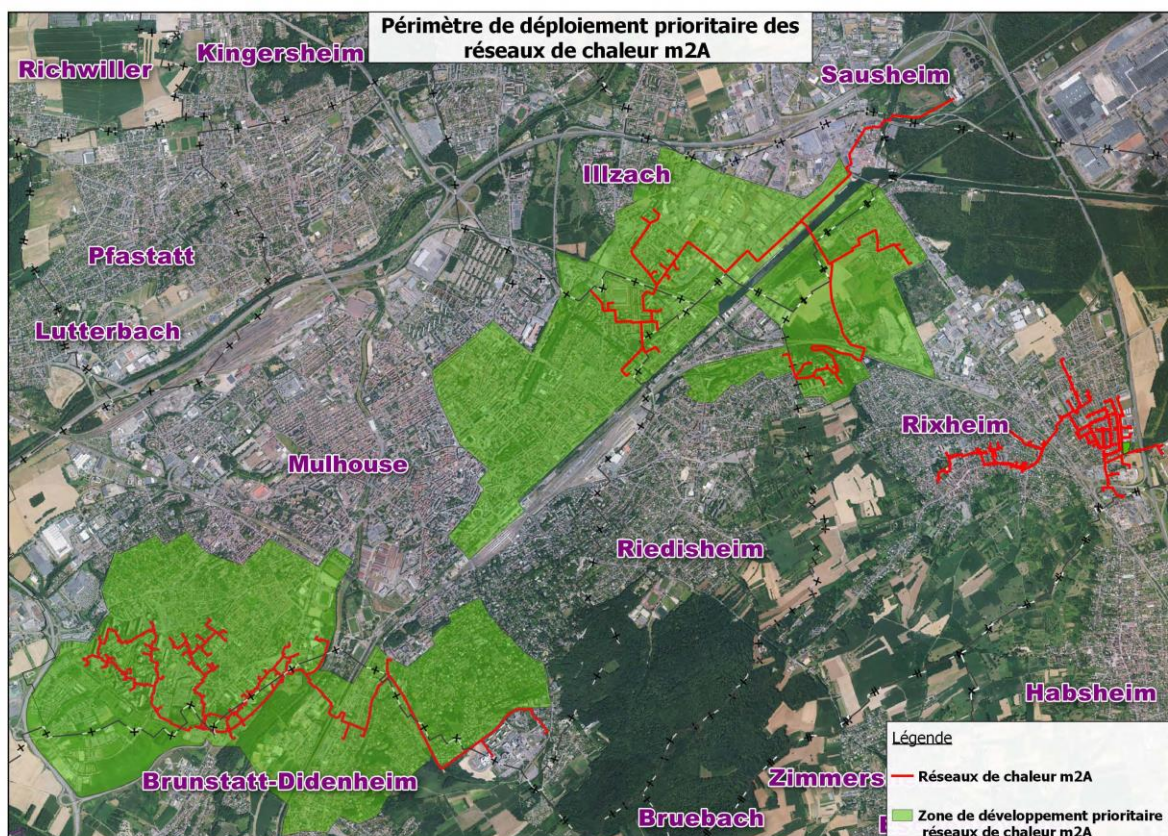 Périmètre de déploiement prioritaire des
réseaux de chaleur m2A
Kingersheim
Richwiller
Sausheim
Illzach
Pfastatt
Lutterbach
Rixheim
Mulhouse
Riedisheim
Habsheim
Brunstatt-Didenheim
Zimmers
Bruebach
Légende
Réseaux de chaleur m2A
Zone de développement prioritaire
réseaux de chaleur m2A